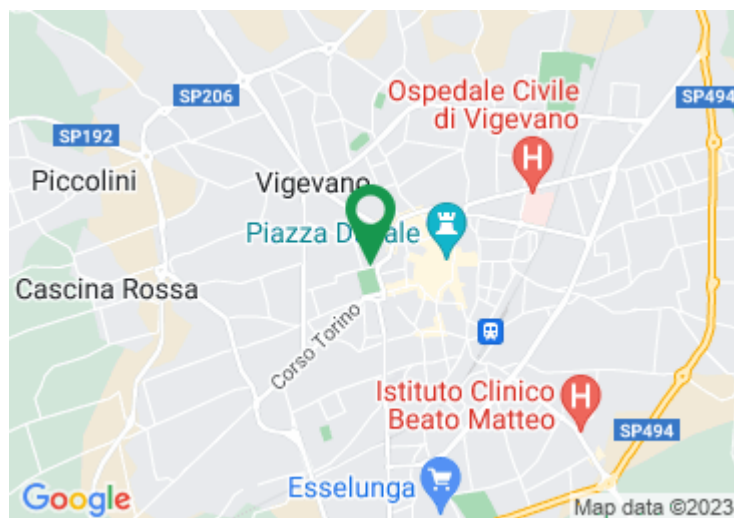 Ospedale Civile
di Vigevano
H
SP206
SP494
SP192
Piccolini
Vigevano
Piazza D ale
Cascina Rossa
Corso Torino
Istituto Clinico
Beato Matteo
H
SP494
Esselunga
Google
Map data ©2023